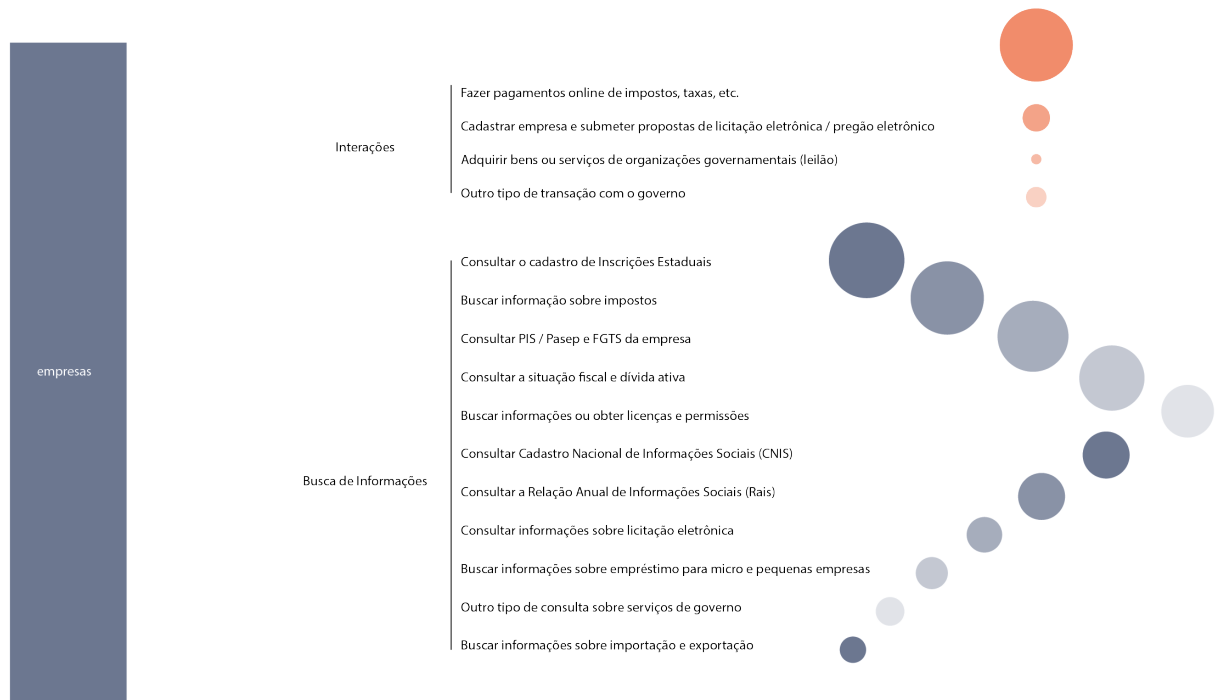 Fazer pagamentos online de impostos, taxas, etc.
Cadastrar empresa e submeter propostas de licitação eletrônica / pregão eletrônico
Interações
Adquirir bens ou serviços de organizações governamentais (leilão)
Outro tipo de transação com o governo
Consultar o cadastro de Inscrições Estaduais
Buscar informação sobre impostos
Consultar PIS / Pasep e FGTS da empresa
empresas
Consultar a situação fiscal e dívida ativa
Buscar informações ou obter licenças e permissões
Consultar Cadastro Nacional de Informações Sociais (CNIS)
Busca de Informações
Consultar a Relação Anual de Informações Sociais (Rais)
Consultar informações sobre licitação eletrônica
Buscar informações sobre empréstimo para micro e pequenas empresas
Outro tipo de consulta sobre serviços de governo
Buscar informações sobre importação e exportação